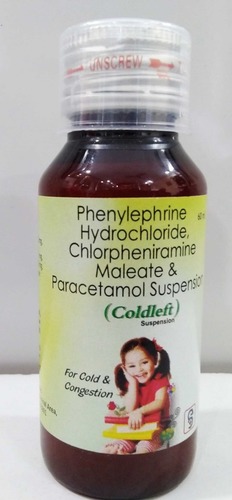 UNSCREW
Phenylephrine
Hydrochloride,
Chlorpheniramine
Maleate &
Paracetamol Suspension
(Coldleft)
Suspension
For Cold &
Congestion